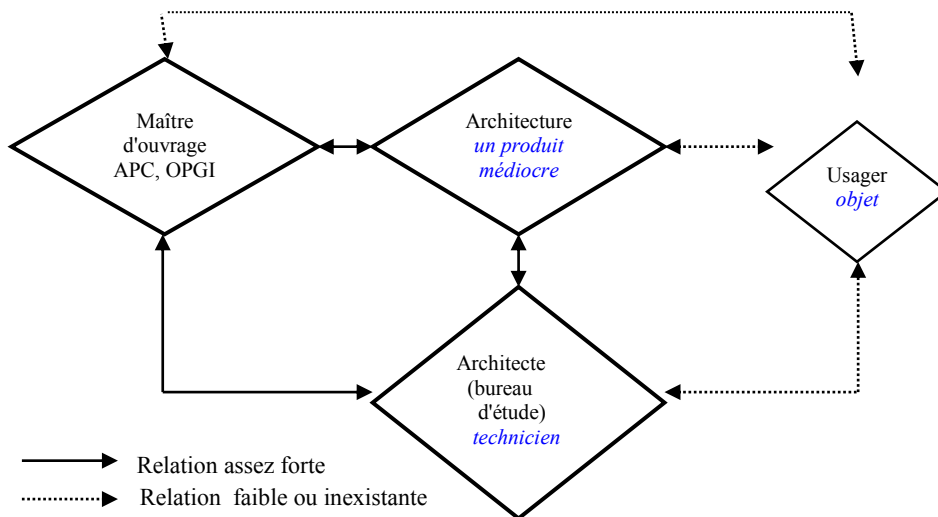 Maître
d'ouvrage
APC, OPGI
Architecture
un produit
médiocre
Usager
objet
Architecte
(bureau
d'étude)
technicien
Relation assez forte
Relation faible ou inexistante